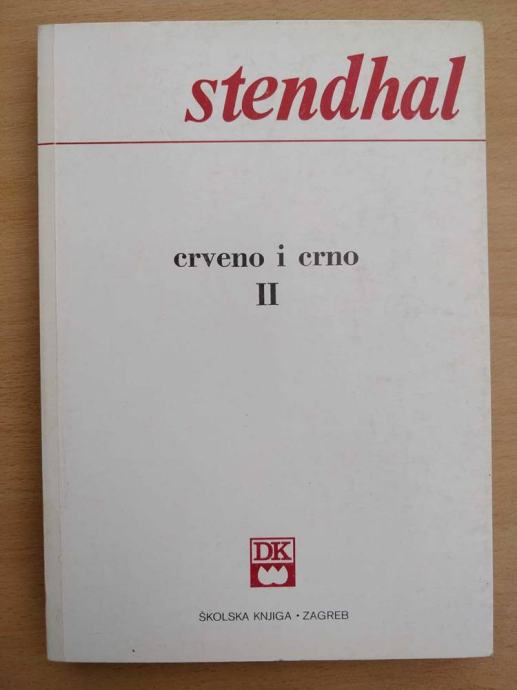 stendhal
crveno i crno
II
DK
ŠKOLSKA KNJIGA • ZAGREB